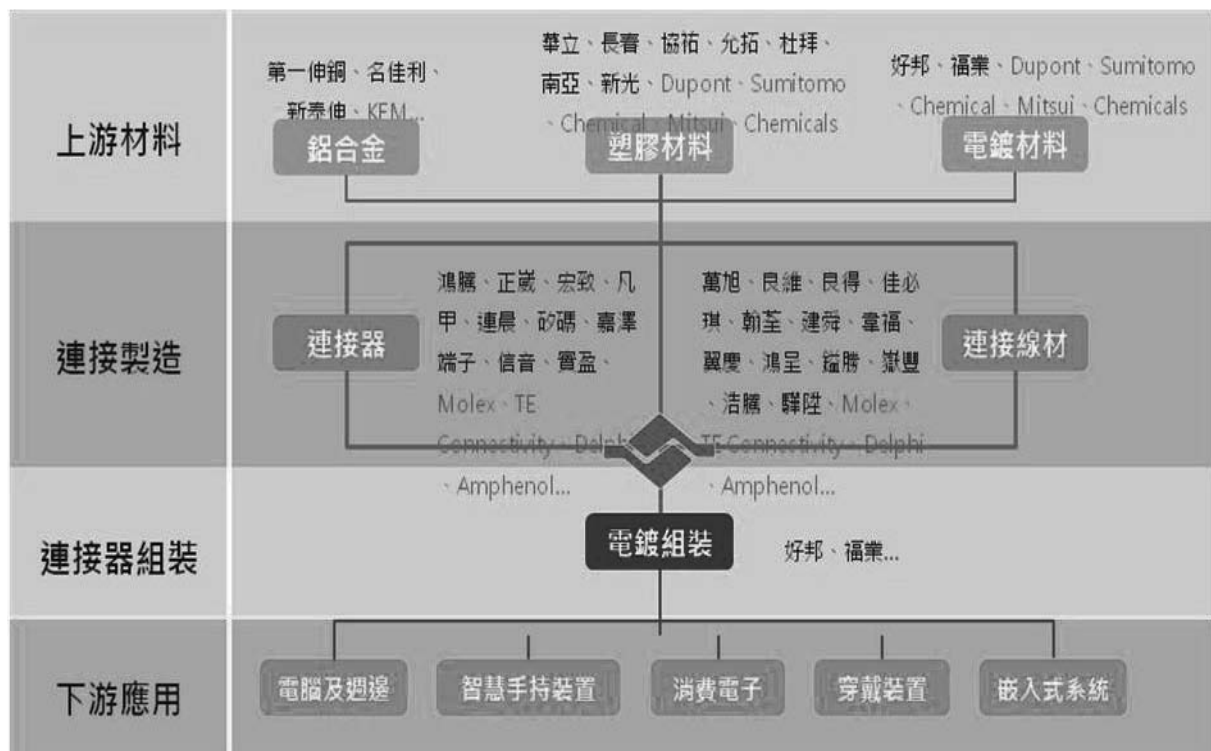 上游材料
第一伸銅、名佳利、
新泰伸、KEM...
鋁合金
華立、長春、協祐、允拓、杜拜、
南亞、新光、Dupont、Sumitomo
、Chemical、Mitsui、Chemicals
塑膠材料
好邦、福業、Dupont、Sumitomo
、Chemical、Mitsui、Chemicals
電鍍材料
連接製造
連接器
鴻騰、正崴、宏致、凡
甲、連展、矽瑪、嘉澤
端子、信音、實盈、
Molex、TE
Connectivity、Delphi
、Amphenol...
萬旭、良維、良得、佳必
琪、翰荃、建舜、韋福、
翼慶、鴻呈、鎰勝、嶽豐
、浩騰、驊陞、Molex、
TE Connectivity、Delphi
、Amphenol...
連接線材
連接器組裝
電鍍組裝
好邦、福業...
下游應用
電腦及週邊
智慧手持裝置
消費電子
穿戴裝置
嵌入式系統